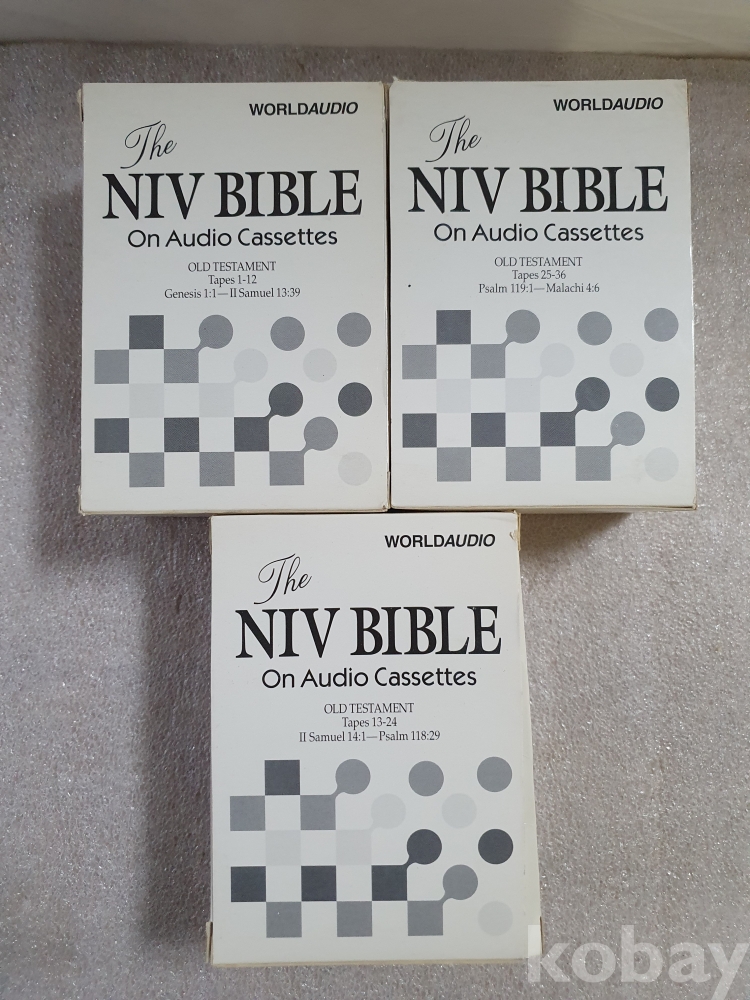 WORLDAUDIO
The
NIV BIBLE
On Audio Cassettes
OLD TESTAMENT
Tapes 1-12
Genesis 1:1—II Samuel 13:39
WORLDAUDIO
The
NIV BIBLE
On Audio Cassettes
OLD TESTAMENT
Tapes 25-36
Psalm 119:1—Malachi 4:6
WORLDAUDIO
The
NIV BIBLE
On Audio Cassettes
OLD TESTAMENT
Tapes 13-24
II Samuel 14:1—Psalm 118:29
kobay